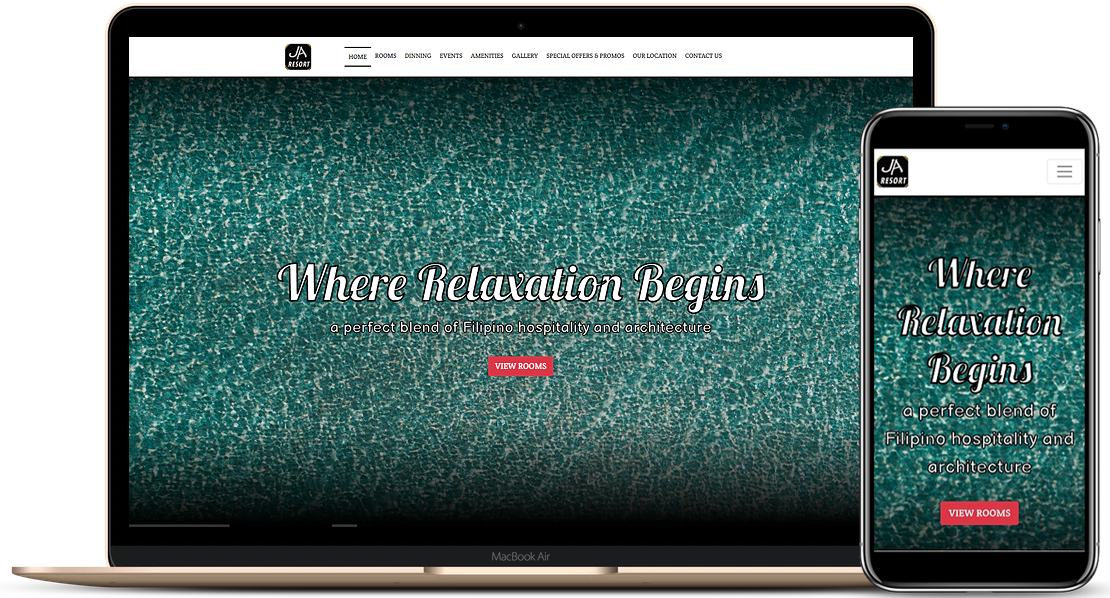 JA
RESORT
HOME ROOMS DINNING EVENTS AMENITIES GALLERY SPECIAL OFFERS & PROMOS OUR LOCATION CONTACT US
Where Relaxation Begins
a perfect blend of Filipino hospitality and architecture
VIEW ROOMS
MacBook Air
JA
RESORT
Where
Relaxation
Begins
a perfect blend of
Filipino hospitality and
architecture
VIEW ROOMS